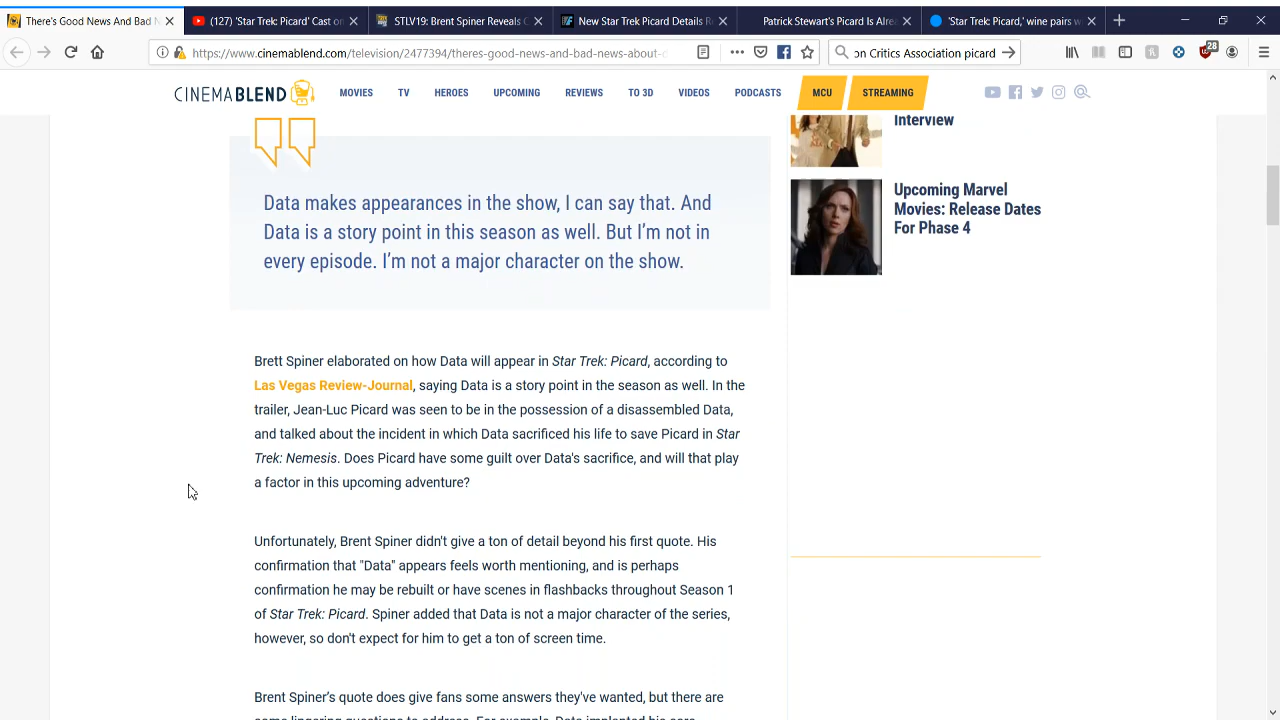 There's Good News And Bad N
(127) 'Star Trek: Picard' Cast on
STLV19: Brent Spiner Reveals
New Star Trek Picard Details R
Patrick Stewart's Picard Is Alrea
'Star Trek: Picard,' wine pairs w
https://www.cinemablend.com/television/2477394/theres-good-news-and-bad-news-about-
on Critics Association picard
28
CINEMABLEND
MOVIES TV HEROES UPCOMING REVIEWS TO 3D VIDEOS PODCASTS MCU STREAMING
Interview
Data makes appearances in the show, I can say that. And
Data is a story point in this season as well. But I'm not in
every episode. I'm not a major character on the show.
Upcoming Marvel
Movies: Release Dates
For Phase 4
Brett Spiner elaborated on how Data will appear in Star Trek: Picard, according to
Las Vegas Review-Journal, saying Data is a story point in the season as well. In the
trailer, Jean-Luc Picard was seen to be in the possession of a disassembled Data,
and talked about the incident in which Data sacrificed his life to save Picard in Star
Trek: Nemesis. Does Picard have some guilt over Data's sacrifice, and will that play
a factor in this upcoming adventure?
Unfortunately, Brent Spiner didn't give a ton of detail beyond his first quote. His
confirmation that "Data" appears feels worth mentioning, and is perhaps
confirmation he may be rebuilt or have scenes in flashbacks throughout Season 1
of Star Trek: Picard. Spiner added that Data is not a major character of the series,
however, so don't expect for him to get a ton of screen time.
Brent Spiner's quote does give fans some answers they've wanted, but there are
some lingering questions to address. For example, Data implanted his core